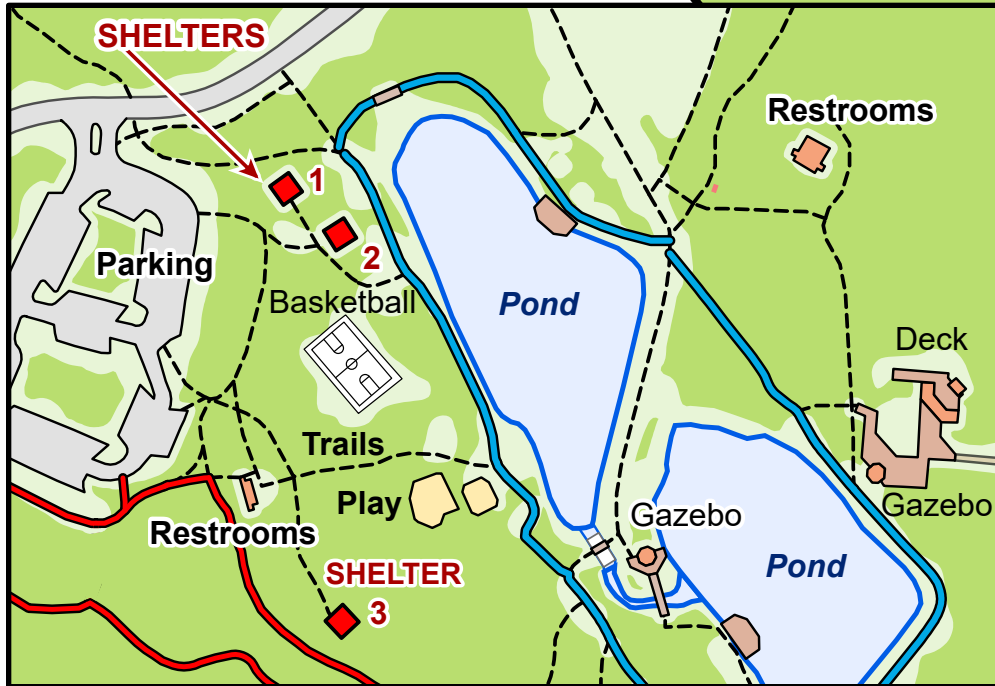 SHELTERS
Restrooms
1
2
Parking
Basketball
Pond
Deck
Trails
Play
Gazebo
Gazebo
Restrooms
Pond
SHELTER
3